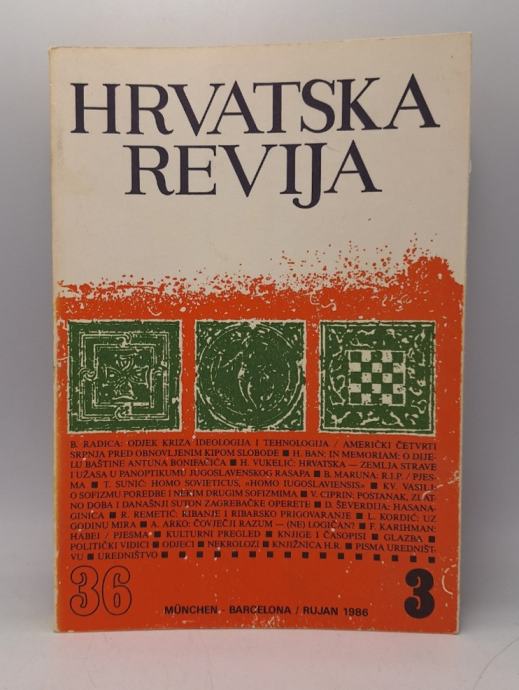 HRVATSKA
REVIJA
B. RADICA: ODJEK KRIZA IDEOLOGIJA I TEHNOLOGIJA / AMERIČKI ČETVRTI
SRPNJA PRED OBNOVLJENIM KIPOM SLOBODE ■ H. BAN: IN MEMORIAM: O DIJE-
LU BAŠTINE ANTUNA BONIFAČIĆA ■ H. VUKELIĆ: HRVATSKA — ZEMLJA STRAVE
I UŽASA U PANOPTIKUMU JUGOSLAVENSKOG RASAPA ■ B. MARUNA: R.I.P. / PJES-
MA ■ T. SUNIĆ: HOMO SOVIETICUS, «HOMO IUGOSLAVIENSIS» ■ KV. VASILJ:
O SOFIZMU POREDBE I NEKIM DRUGIM SOFIZMIMA ■ V. CIPRIN: POSTANAK, ZLAT-
NO DOBA I DANAŠNJI SUTON ZAGREBAČKE OPERETE ■ D. ŠEVERDIJA: HASANA-
GINICA ■ R. REMETIĆ: RIBANJE I RIBARSKO PRIGOVARANJE ■ L. KORDIĆ: UZ
GODINU MIRA ■ A. ARKO: ČOVJEČJI RAZUM — (NE) LOGIČAN? ■ F. KARIHMAN:
HABEI / PJESMA ■ KULTURNI PREGLED ■ KNJIGE I ČASOPISI ■ GLAZBA ■
POLITIČKI VIDICI ■ ODJECI ■ NEKROLOZI ■ KNJIŽNICA H.R. ■ PISMA UREDNIŠT-
VU ■ UREDNIŠTVO ■ ■ ■ ■ ■ ■ ■ ■ ■ ■ ■ ■ ■ ■ ■
36
MÜNCHEN - BARCELONA / RUJAN 1986
3